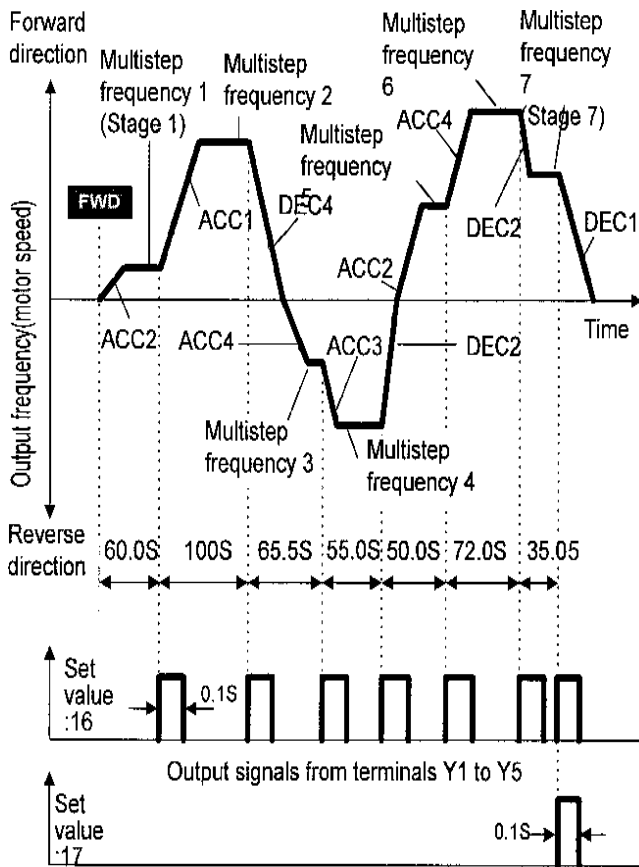 Forward
direction
Multistep
frequency 1
(Stage 1)
Multistep
frequency 2
Multistep
frequency
5
Multistep
frequency
6
Multistep
frequency
7
(Stage 7)
FWD
ACC1
DEC4
ACC4
DEC2
DEC1
ACC2
Time
ACC2
ACC4
ACC3
DEC2
Multistep
frequency 3
Multistep
frequency 4
Output frequency(motor speed)
Reverse
direction
60.0S
100S
65.5S
55.0S
50.0S
72.0S
35.05
Set
value
:16
0.1S
Output signals from terminals Y1 to Y5
Set
value
:17
0.1S